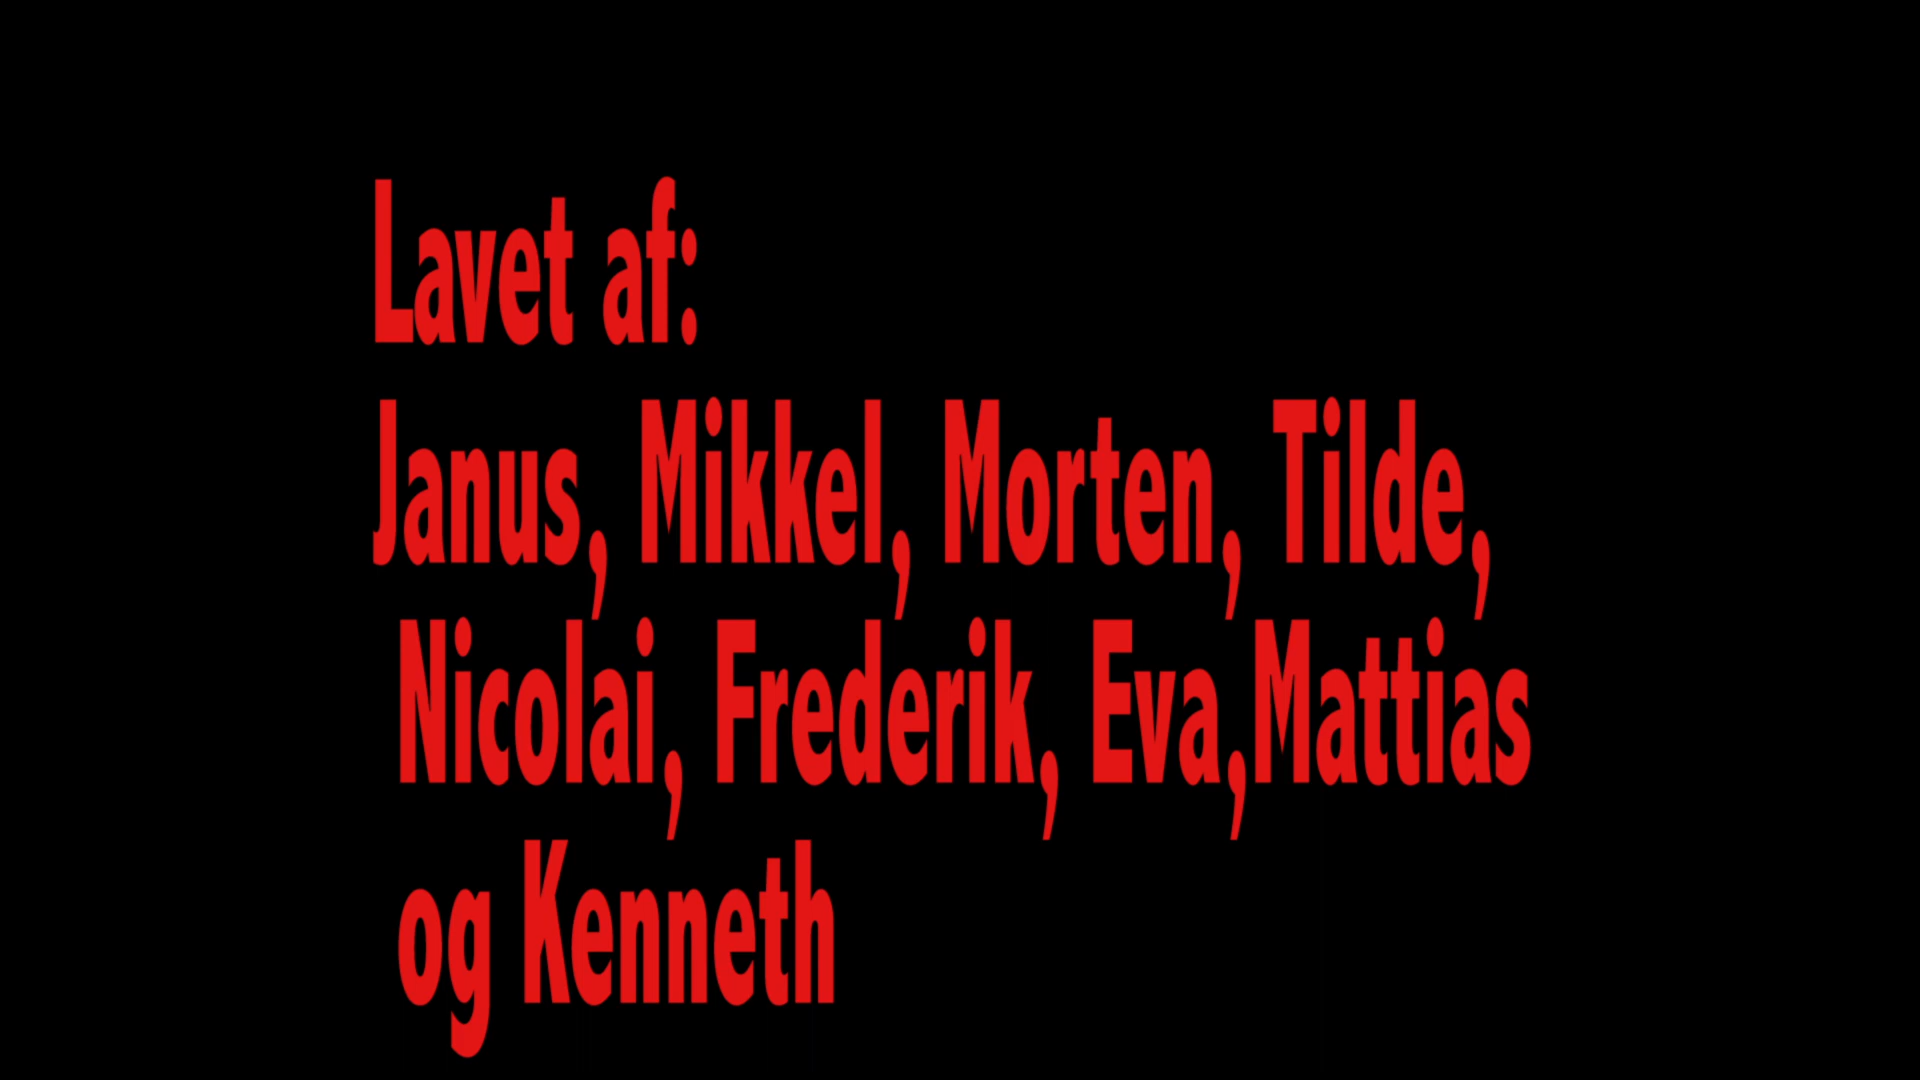 Lavet af:
Janus, Mikkel, Morten, Tilde,
Nicolai, Frederik, Eva,Mattias
og Kenneth